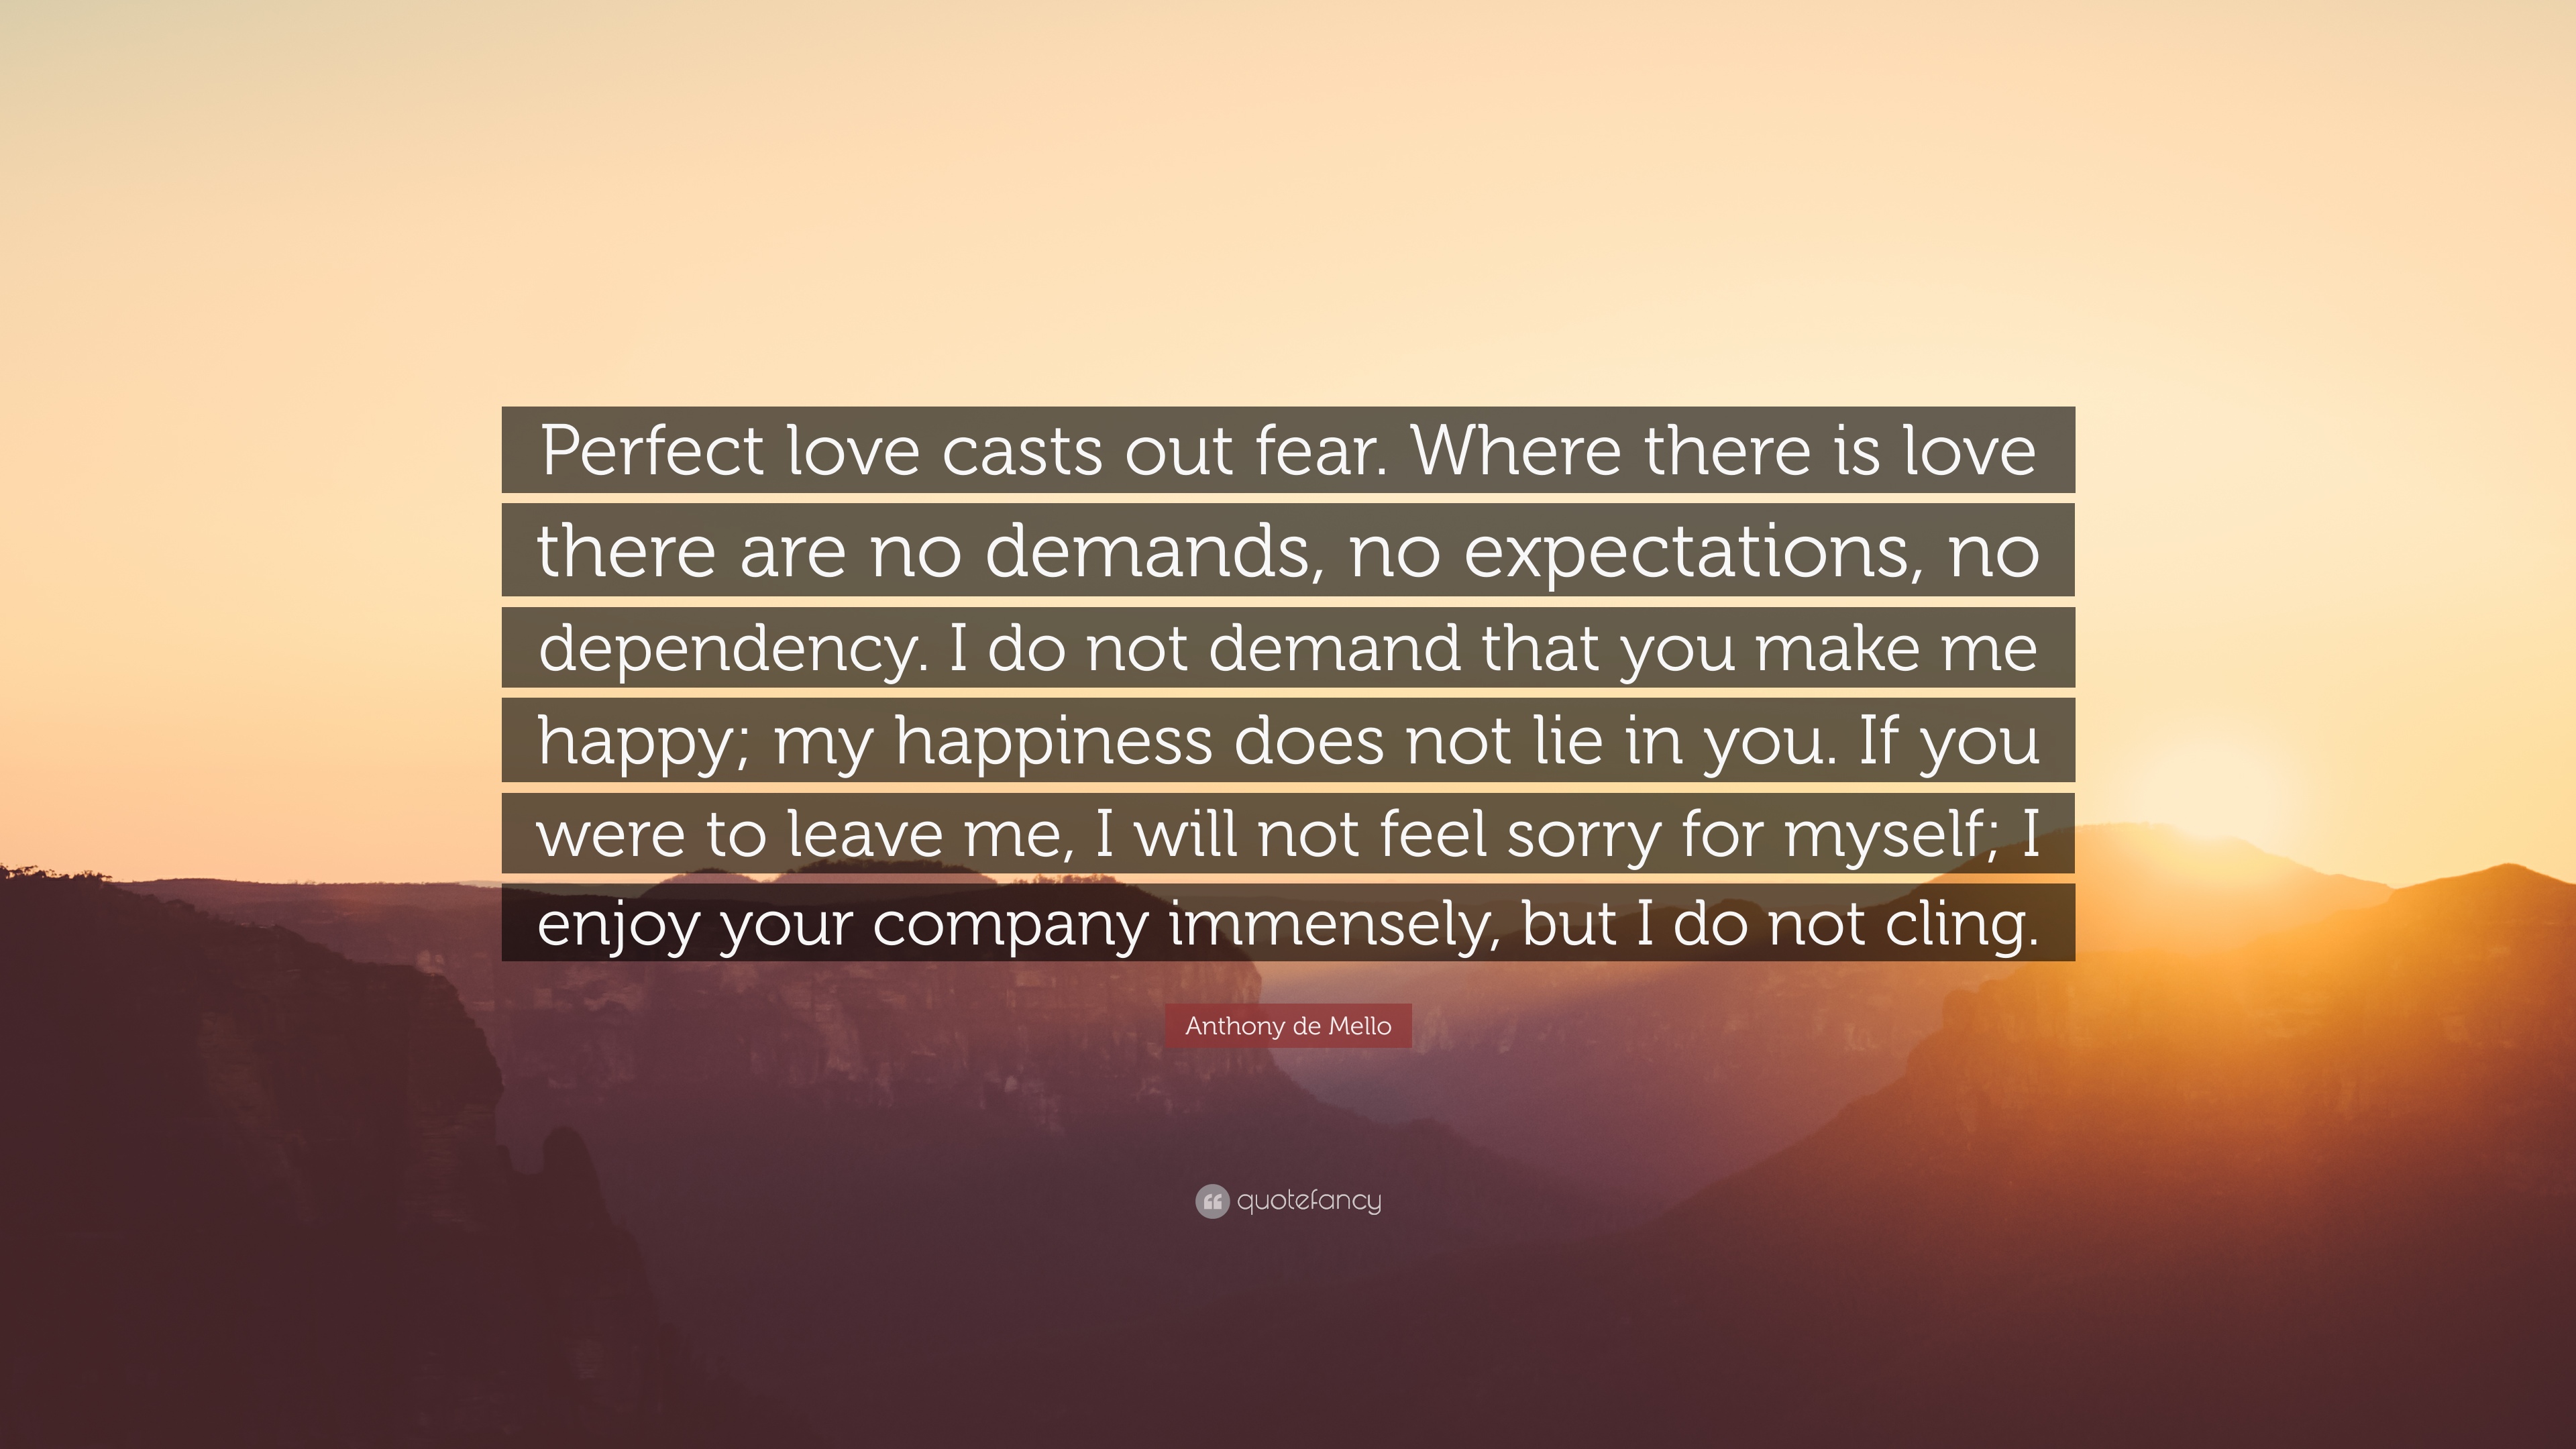 Perfect love casts out fear. Where there is love
there are no demands, no expectations, no
dependency. I do not demand that you make me
happy; my happiness does not lie in you. If you
were to leave me, I will not feel sorry for myself; I
enjoy your company immensely, but I do not cling.
Anthony de Mello
quotefancy